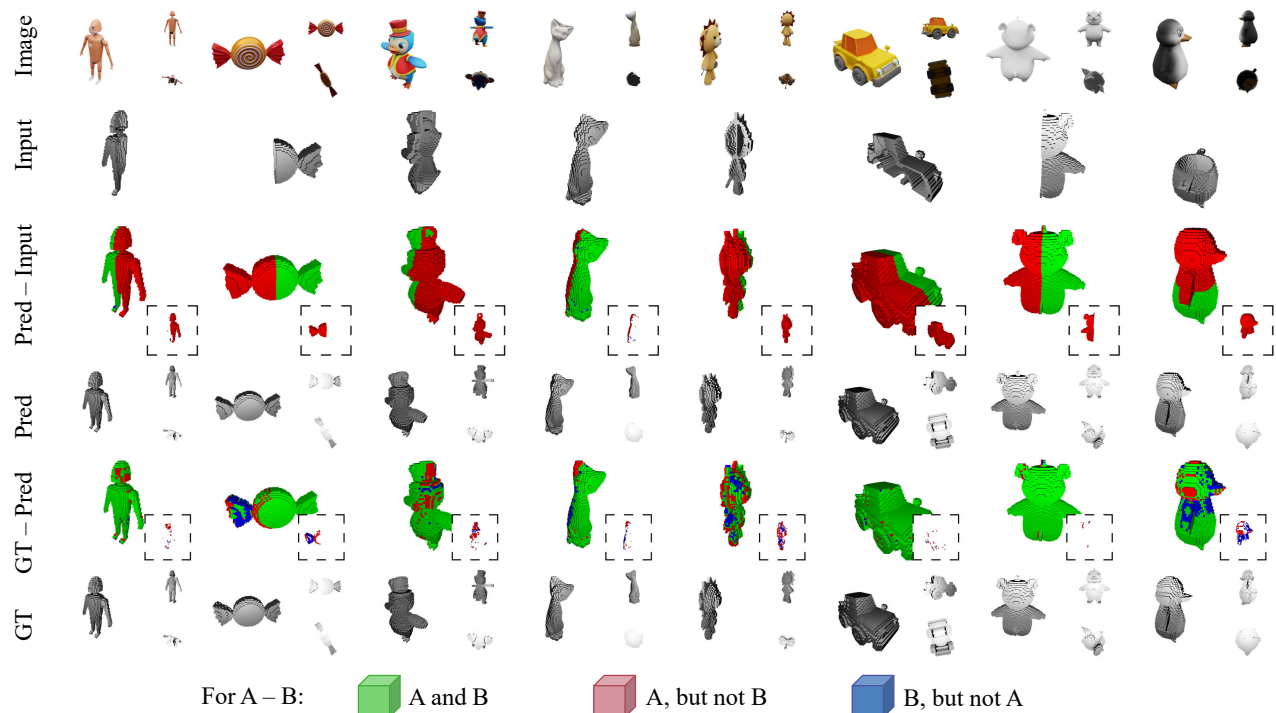 Image
Input
Pred – Input
Pred
GT – Pred
GT
For A – B: A and B A, but not B B, but not A